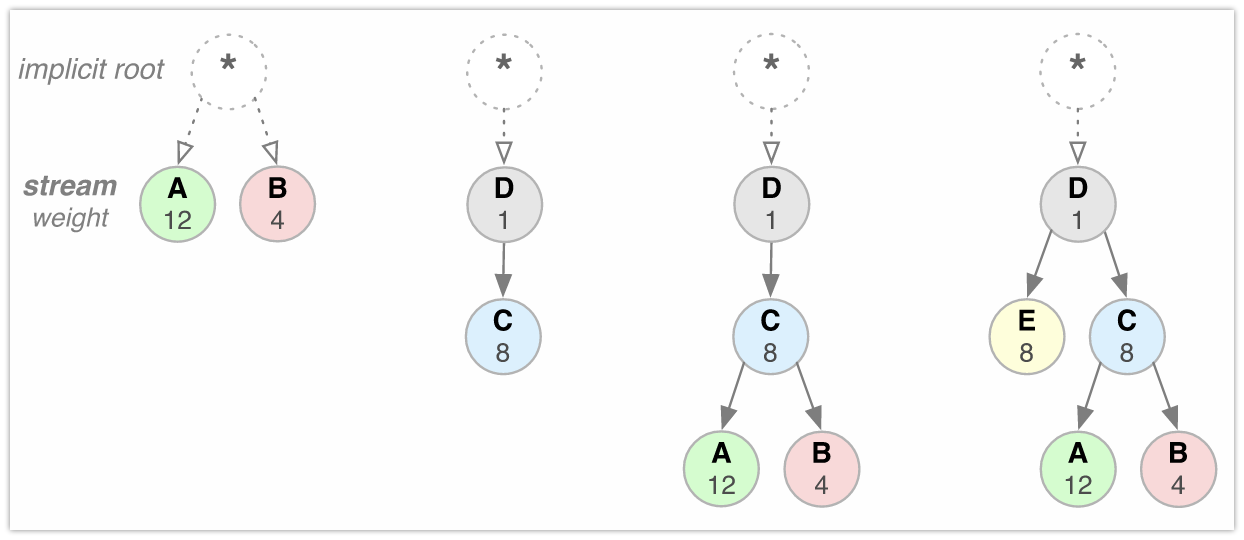 implicit root * * * *
stream A B D D D
weight 12 4 1 1 1
C C E C
8 8 8 8
A B A B
12 4 12 4